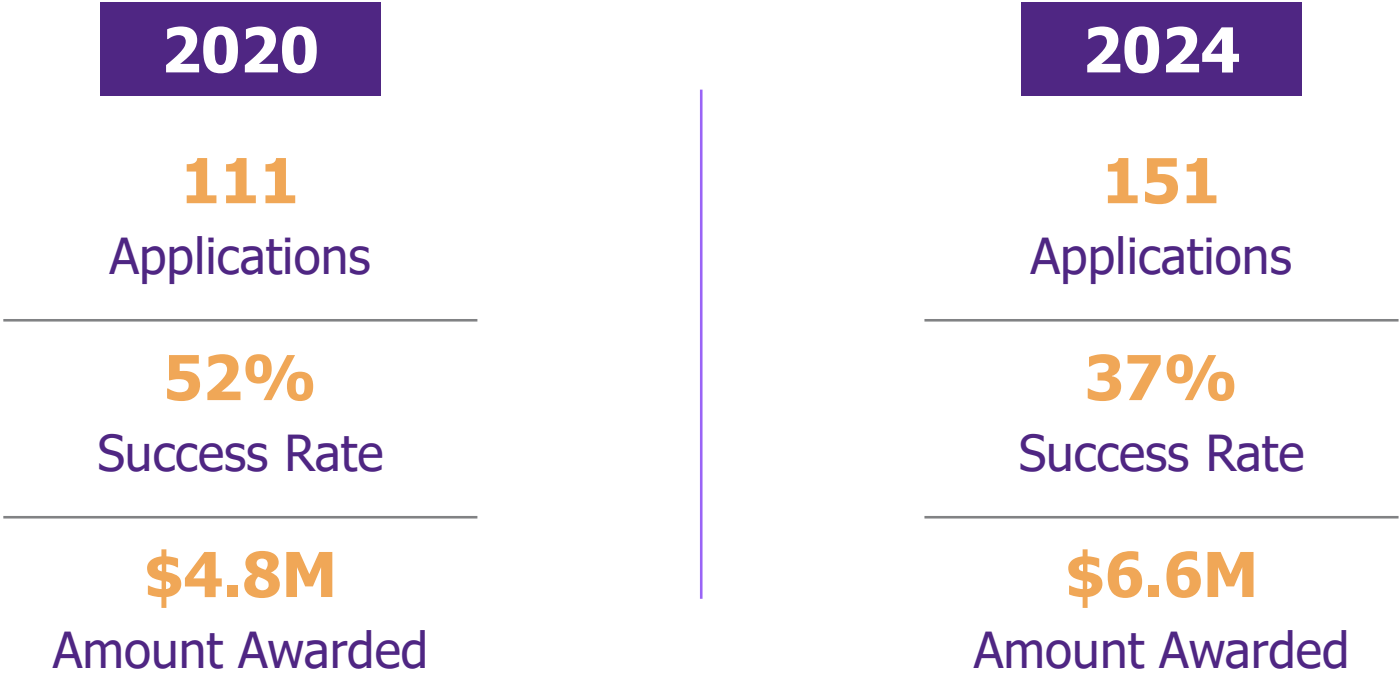 2020
111
Applications
52%
Success Rate
$4.8M
Amount Awarded
2024
151
Applications
37%
Success Rate
$6.6M
Amount Awarded